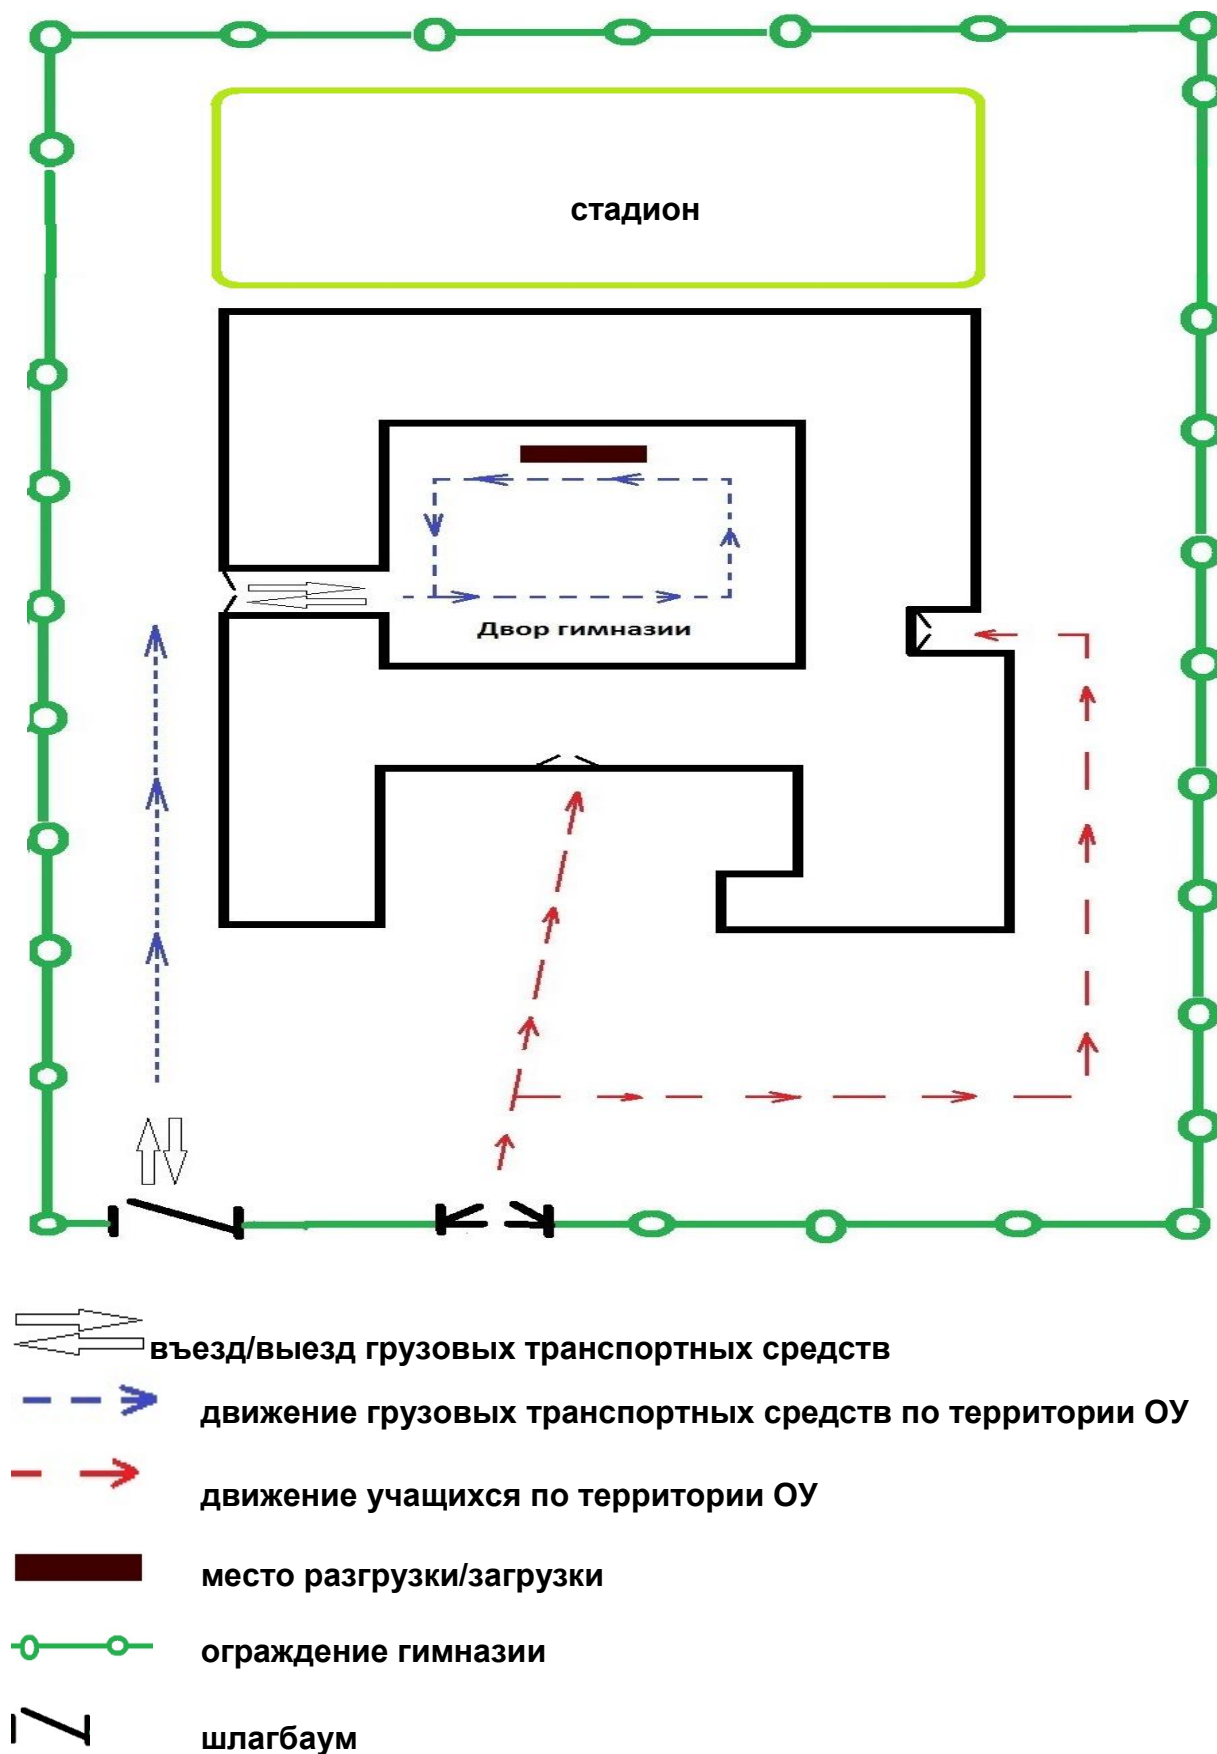 стадион
Двор гимназии
въезд/выезд грузовых транспортных средств
движение грузовых транспортных средств по территории ОУ
движение учащихся по территории ОУ
место разгрузки/загрузки
ограждение гимназии
шлагбаум